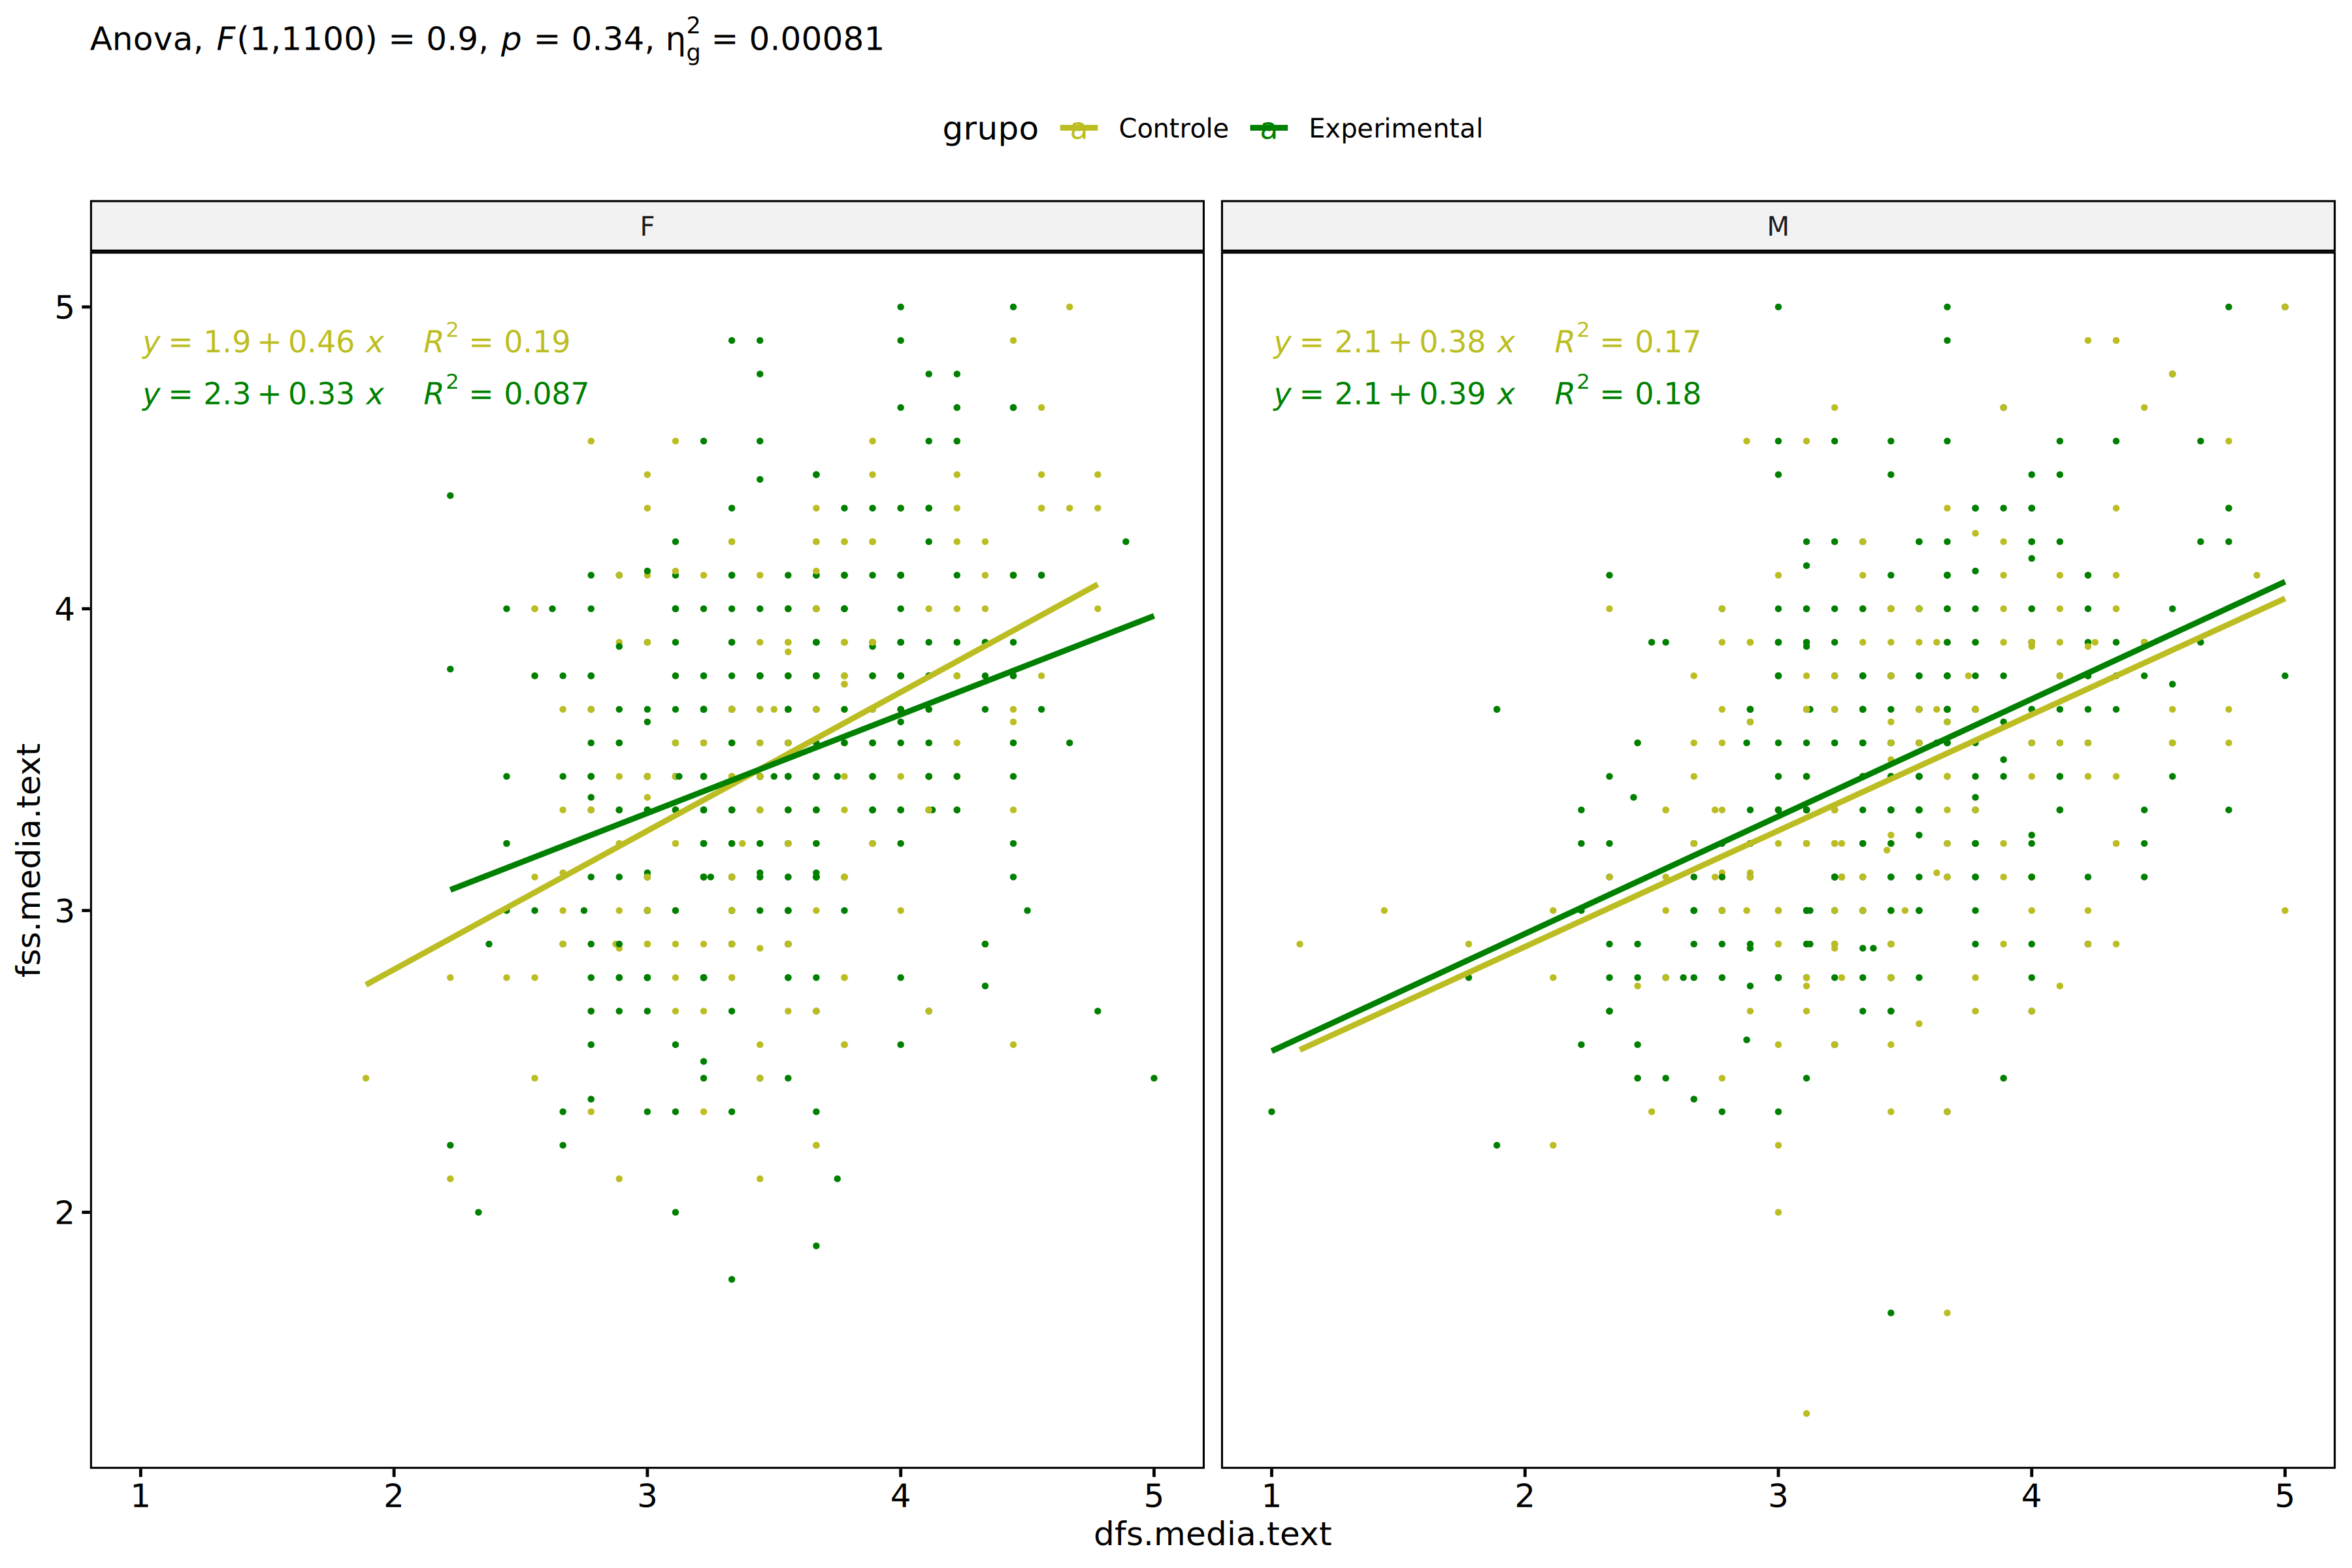 Anova, F(1,1100) = 0.9, p = 0.34, η²g = 0.00081
grupo a Controle a Experimental
F
M
y = 1.9 + 0.46 x R² = 0.19
y = 2.3 + 0.33 x R² = 0.087
y = 2.1 + 0.38 x R² = 0.17
y = 2.1 + 0.39 x R² = 0.18
5
4
3
2
fss.media.text
1 2 3 4 5
1 2 3 4 5
dfs.media.text